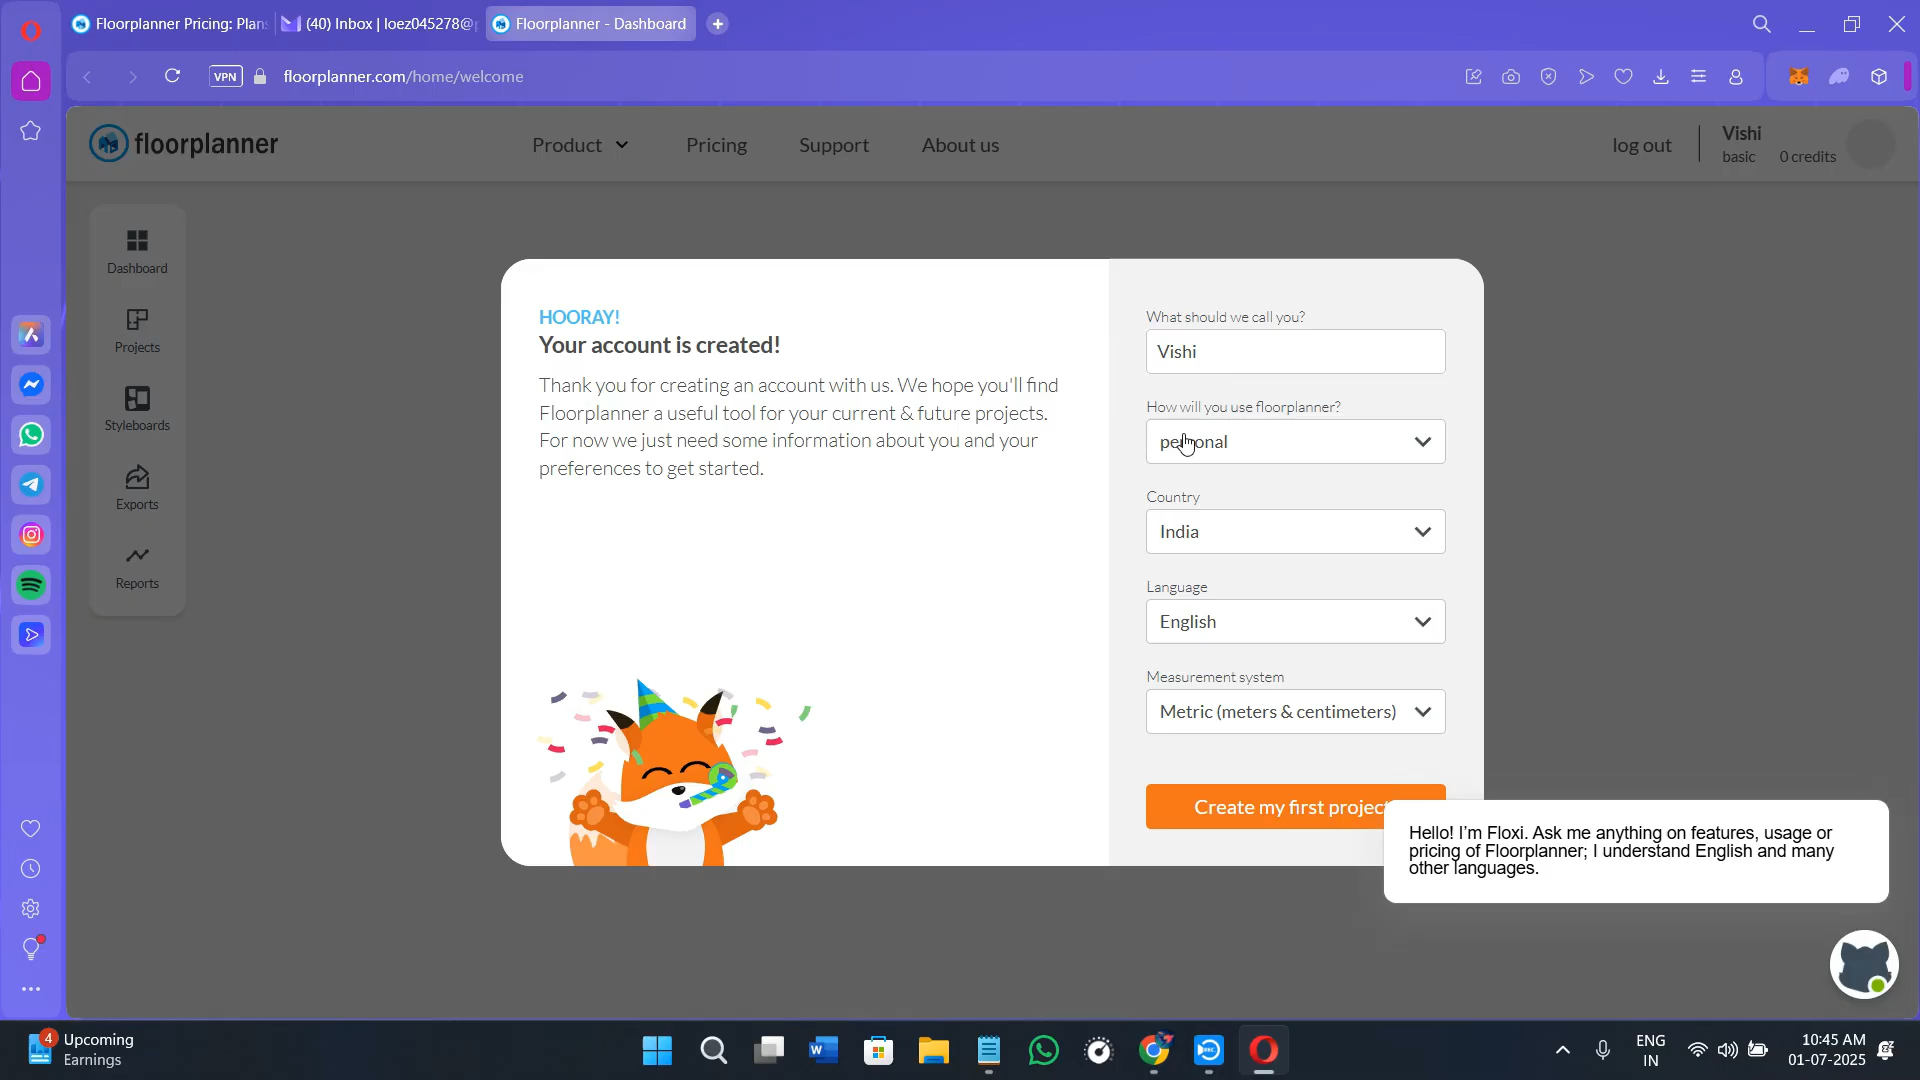 Floorplanner Pricing: Plans
(40) Inbox | loez045278@
Floorplanner - Dashboard
VPN
floorplanner.com/home/welcome
floorplanner
Product
Pricing
Support
About us
log out
Vishi
basic
0 credits
Dashboard
Projects
Styleboards
Exports
Reports
HOORAY!
Your account is created!
Thank you for creating an account with us. We hope you'll find
Floorplanner a useful tool for your current & future projects.
For now we just need some information about you and your
preferences to get started.
What should we call you?
Vishi
How will you use floorplanner?
personal
Country
India
Language
English
Measurement system
Metric (meters & centimeters)
Create my first project
Hello! I'm Floxi. Ask me anything on features, usage or
pricing of Floorplanner; I understand English and many
other languages.
4
Upcoming
Earnings
ENG
IN
10:45 AM
01-07-2025